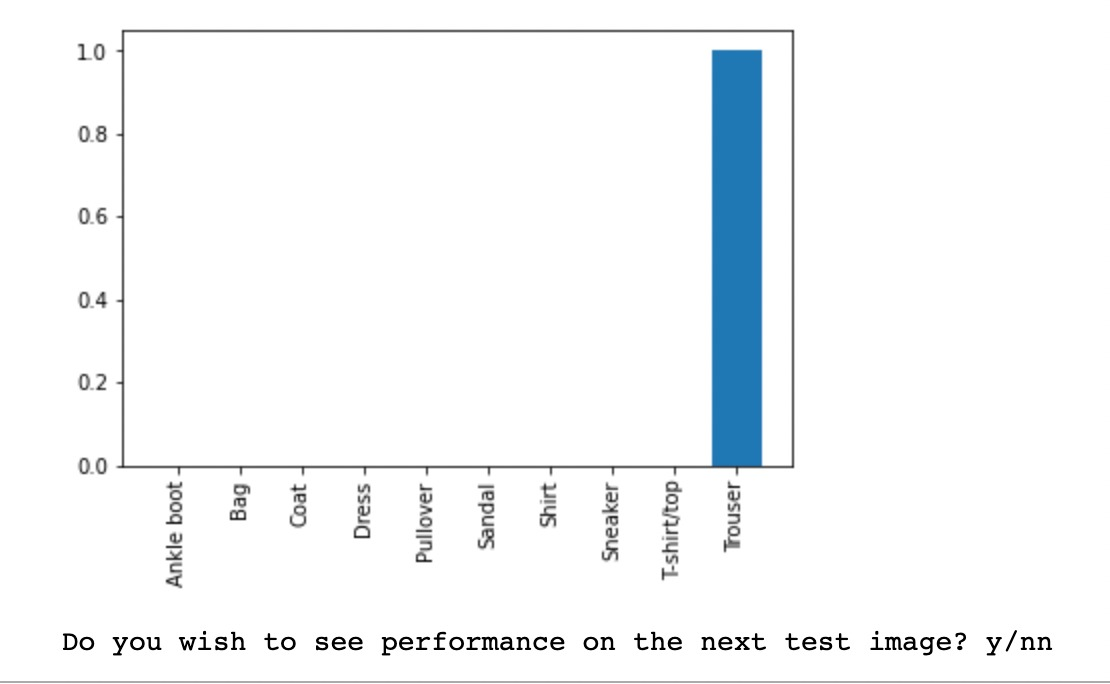 1.0
0.8
0.6
0.4
0.2
0.0
Ankle boot
Bag
Coat
Dress
Pullover
Sandal
Shirt
Sneaker
T-shirt/top
Trouser
Do you wish to see performance on the next test image? y/nn